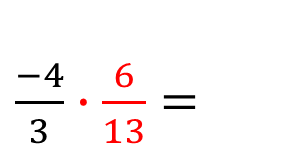 −4/3 · 6/13 =